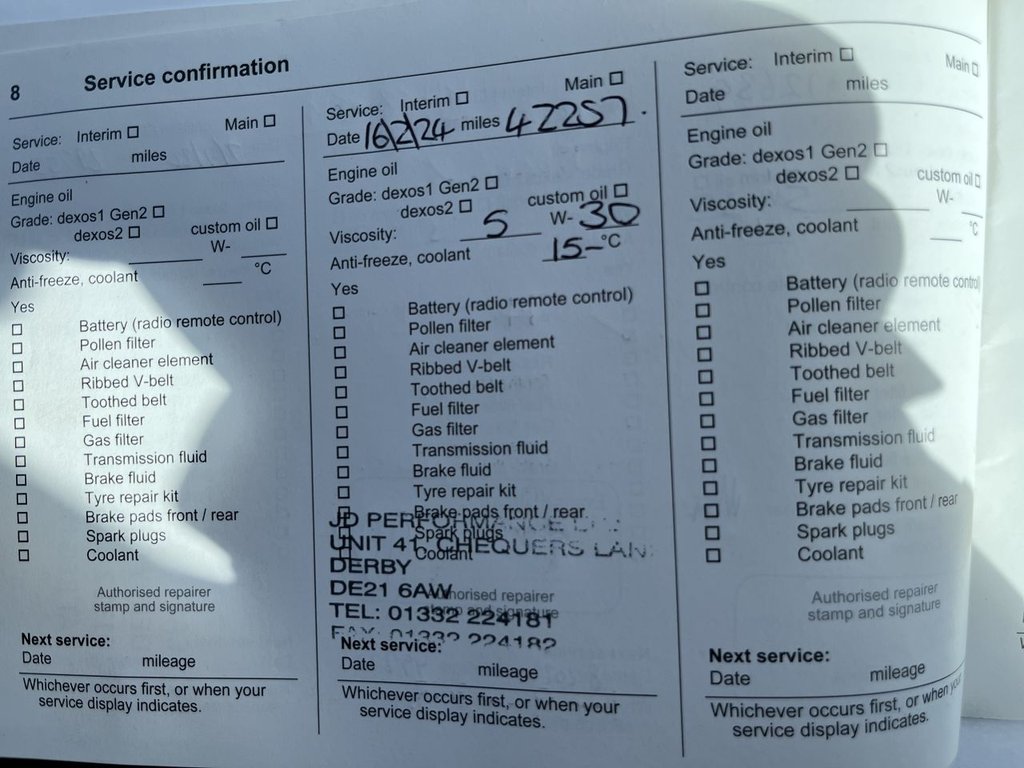 8 Service confirmation
Service: Interim Main
Date miles
Engine oil
Grade: dexos1 Gen2
dexos2 custom oil
Viscosity: W-
Anti-freeze, coolant °C
Yes
Battery (radio remote control)
Pollen filter
Air cleaner element
Ribbed V-belt
Toothed belt
Fuel filter
Gas filter
Transmission fluid
Brake fluid
Tyre repair kit
Brake pads front / rear
Spark plugs
Coolant
Authorised repairer
stamp and signature
Next service:
Date mileage
Whichever occurs first, or when your
service display indicates.
Service: Interim Main
Date 16/2/24 miles 42257.
Engine oil
Grade: dexos1 Gen2
dexos2 custom oil
Viscosity: 5 W- 30
Anti-freeze, coolant 15- °C
Yes
Battery (radio remote control)
Pollen filter
Air cleaner element
Ribbed V-belt
Toothed belt
Fuel filter
Gas filter
Transmission fluid
Brake fluid
Tyre repair kit
Brake pads front / rear
JD PERFORMANCE
Spark plugs
UNIT 41, CHEQUERS LAN
Coolant
DERBY
DE21 6AW
Authorised repairer
TEL: 01332 224181
stamp and signature
FAX: 01332 224182
Next service:
Date mileage
Whichever occurs first, or when your
service display indicates.
Service: Interim Main
Date miles
Engine oil
Grade: dexos1 Gen2
dexos2 custom oil
Viscosity: W-
Anti-freeze, coolant °C
Yes
Battery (radio remote control)
Pollen filter
Air cleaner element
Ribbed V-belt
Toothed belt
Fuel filter
Gas filter
Transmission fluid
Brake fluid
Tyre repair kit
Brake pads front / rear
Spark plugs
Coolant
Authorised repairer
stamp and signature
Next service:
Date mileage
Whichever occurs first, or when your
service display indicates.